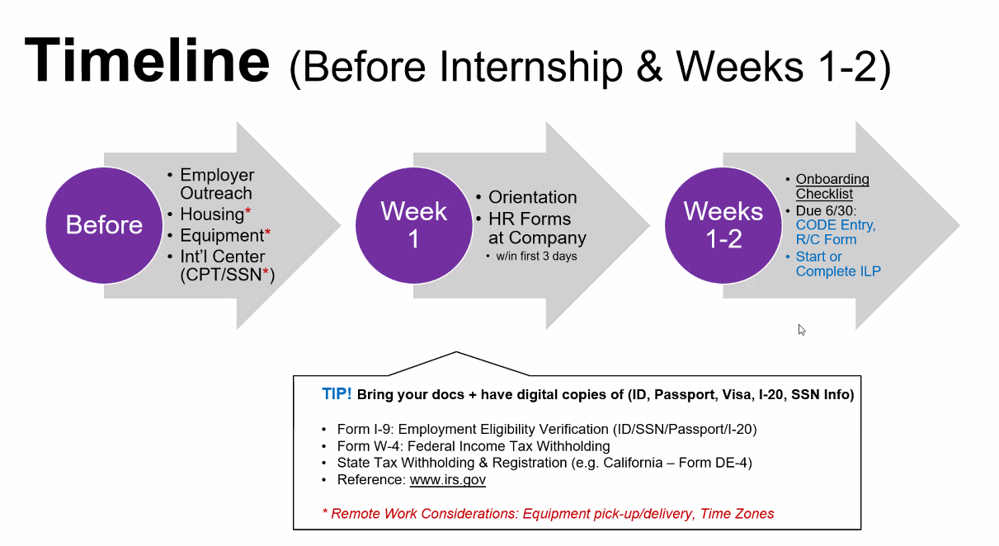 Timeline (Before Internship & Weeks 1-2)
Before
• Employer
Outreach
• Housing*
• Equipment*
• Int'l Center
(CPT/SSN*)
Week
1
• Orientation
• HR Forms
at Company
• w/in first 3 days
Weeks
1-2
• Onboarding
Checklist
• Due 6/30:
CODE Entry,
R/C Form
• Start or
Complete ILP
TIP! Bring your docs + have digital copies of (ID, Passport, Visa, I-20, SSN Info)
• Form I-9: Employment Eligibility Verification (ID/SSN/Passport/I-20)
• Form W-4: Federal Income Tax Withholding
• State Tax Withholding & Registration (e.g. California – Form DE-4)
• Reference: www.irs.gov
* Remote Work Considerations: Equipment pick-up/delivery, Time Zones